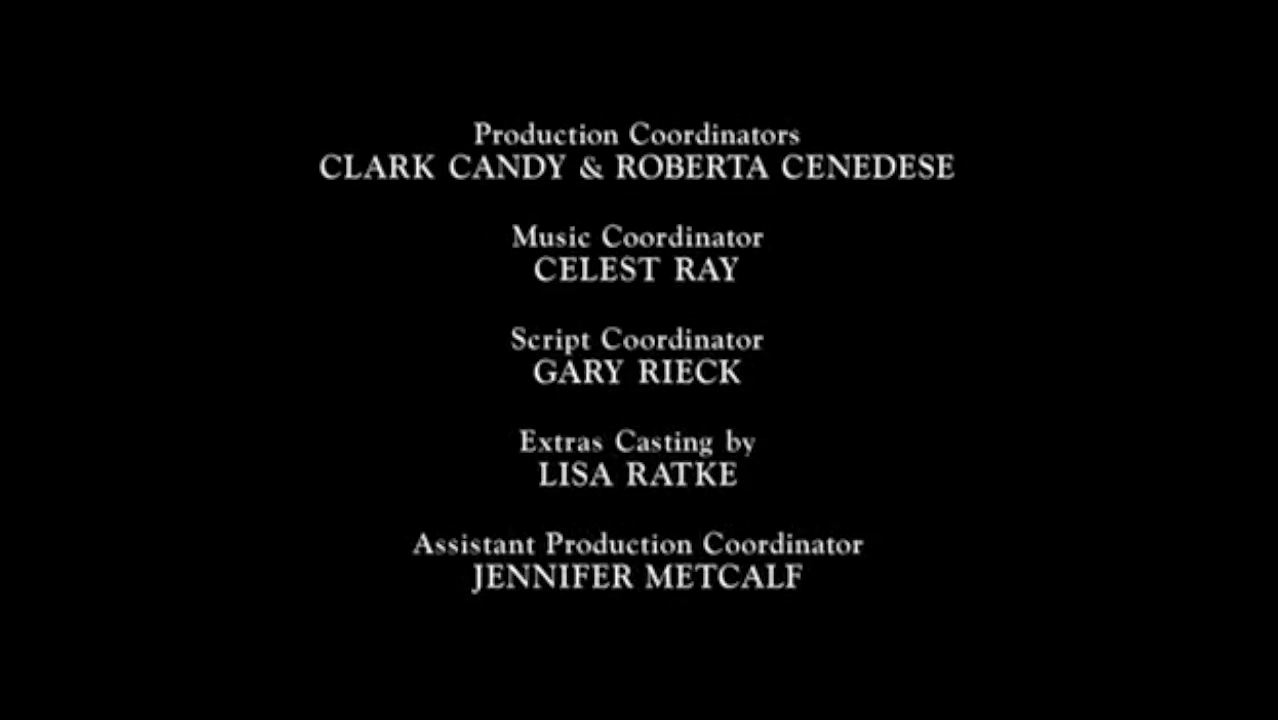 Production Coordinators
CLARK CANDY & ROBERTA CENEDESE
Music Coordinator
CELEST RAY
Script Coordinator
GARY RIECK
Extras Casting by
LISA RATKE
Assistant Production Coordinator
JENNIFER METCALF